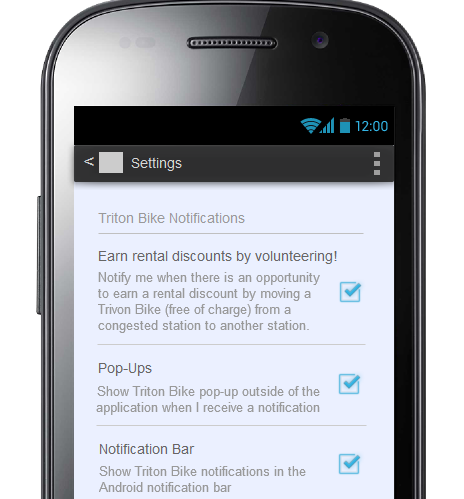 12:00
< Settings
Triton Bike Notifications
Earn rental discounts by volunteering!
Notify me when there is an opportunity
to earn a rental discount by moving a
Trivon Bike (free of charge) from a
congested station to another station.
Pop-Ups
Show Triton Bike pop-up outside of the
application when I receive a notification
Notification Bar
Show Triton Bike notifications in the
Android notification bar